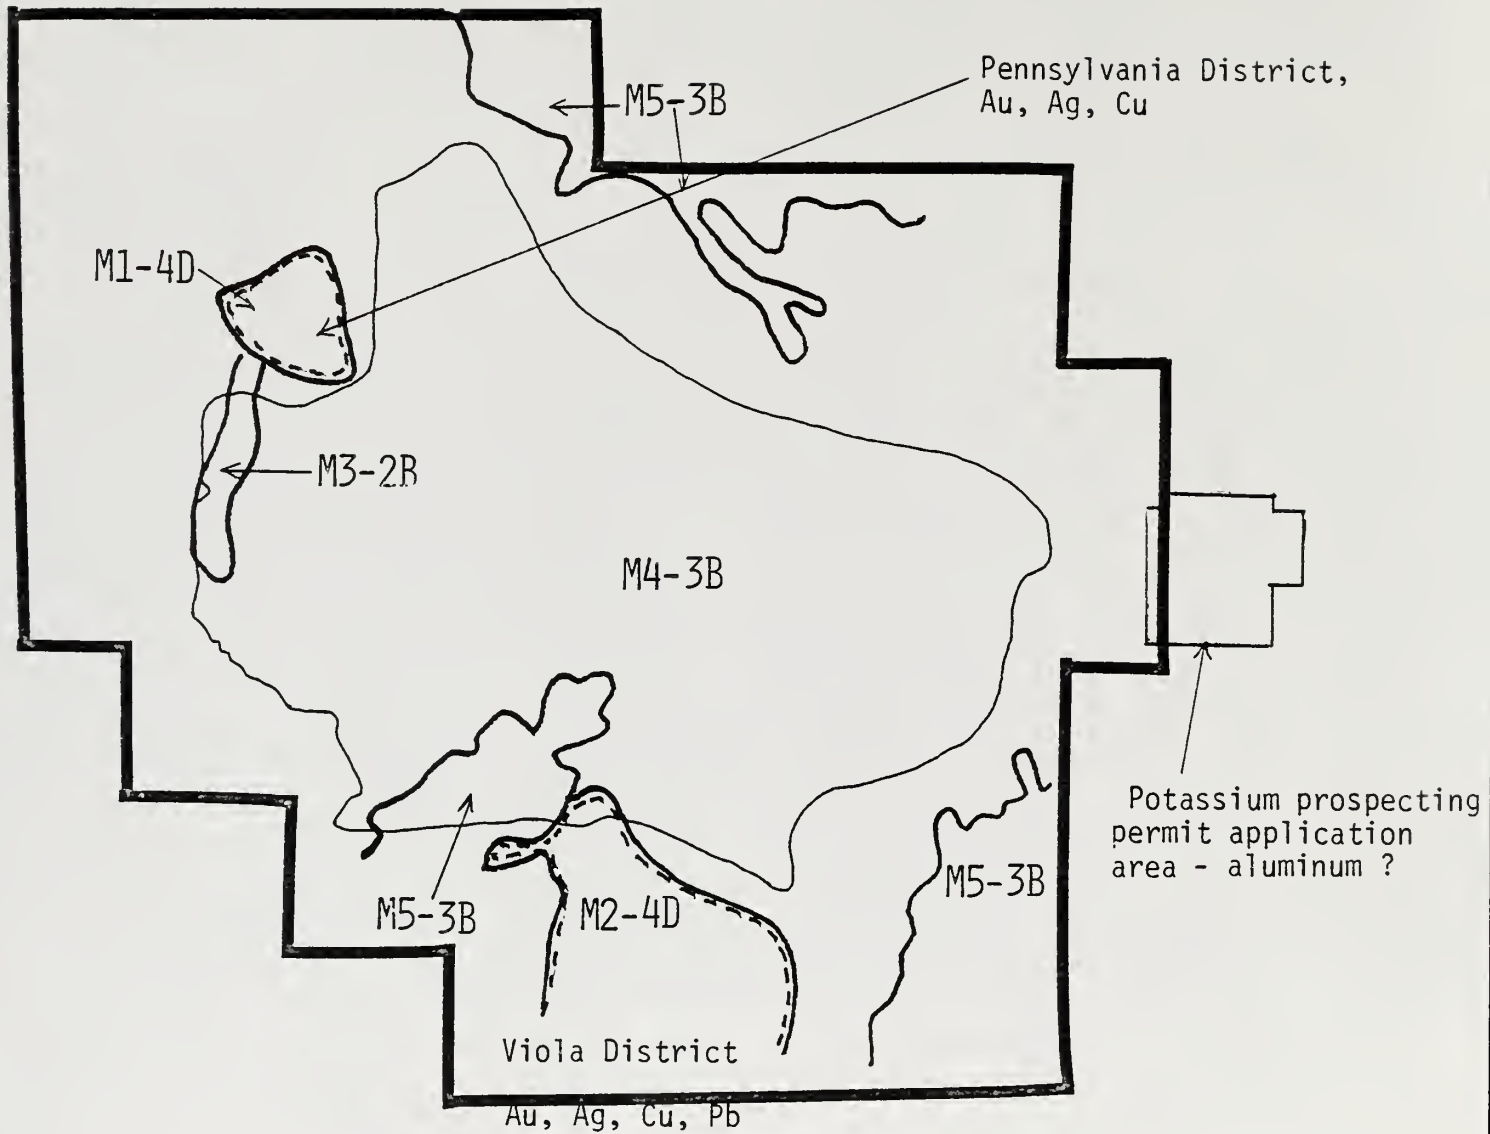 Pennsylvania District,
Au, Ag, Cu
M5-3B
M1-4D
M3-2B
M4-3B
Potassium prospecting
permit application
area - aluminum ?
M5-3B
M5-3B
M2-4D
Viola District
Au, Ag, Cu, Pb